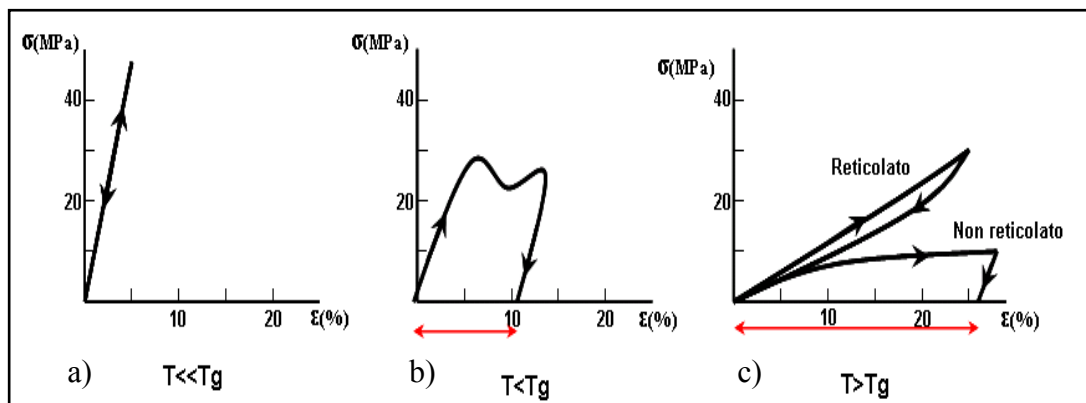 σ(MPa)
40
20
10
20
ε(%)
a)
T<<Tg
σ(MPa)
40
20
10
20
ε(%)
b)
T<Tg
σ(MPa)
40
20
Reticolato
Non reticolato
10
20
ε(%)
c)
T>Tg